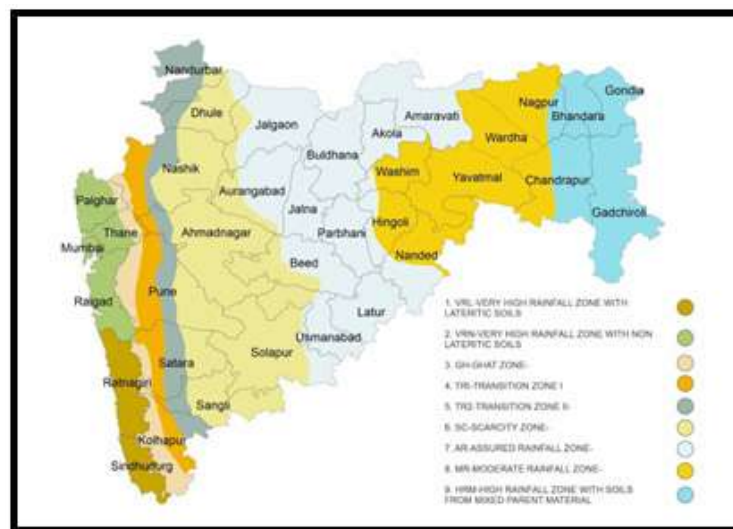 Nandurbar
Dhule
Jalgaon
Buldhana
Akola
Amaravati
Nagpur
Gondia
Bhandara
Wardha
Nashik
Aurangabad
Washim
Yavatmal
Chandrapur
Gadchiroli
Palghar
Thane
Mumbai
Ahmadnagar
Jalna
Parbhani
Hingoli
Nanded
Beed
Raigad
Pune
Latur
Usmanabad
Solapur
Satara
Ratnagiri
Sangli
Kolhapur
Sindhudurg
1. VRL-VERY HIGH RAINFALL ZONE WITH
LATERITIC SOILS
2. VRN-VERY HIGH RAINFALL ZONE WITH NON
LATERITIC SOILS
3. GH-GHAT ZONE-
4. TRI-TRANSITION ZONE I
5. TR2-TRANSITION ZONE II-
6. SC-SCARCITY ZONE-
7. AR-ASSURED RAINFALL ZONE-
8. MR-MODERATE RAINFALL ZONE-
9. HRM-HIGH RAINFALL ZONE WITH SOILS
FROM MIXED PARENT MATERIAL